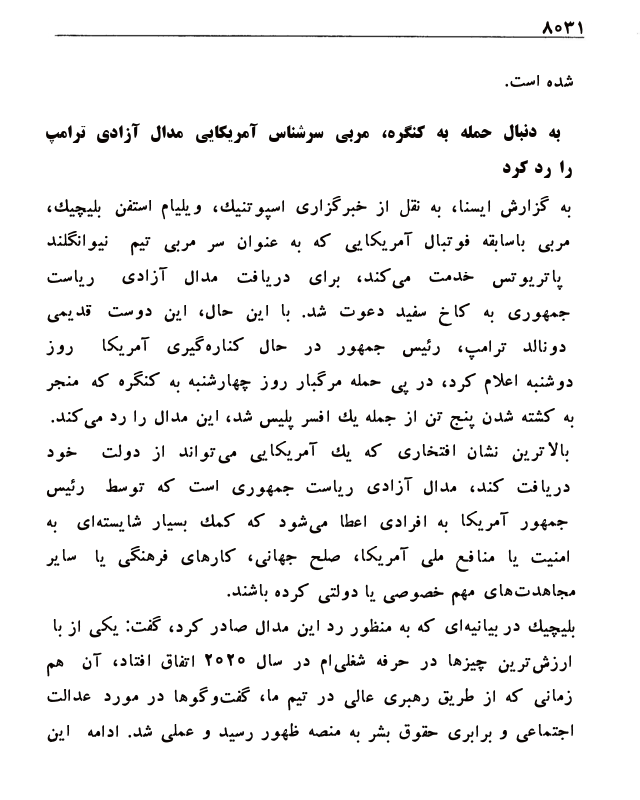 ۸۰۳۱
شده است.
به دنبال حمله به کنگره، مربی سرشناس آمریکایی مدال آزادی ترامپ
را رد کرد
به گزارش ایسنا، به نقل از خبرگزاری اسپوتنیك، ویلیام استفن بلیچیك،
مربی باسابقه فوتبال آمریکایی که به عنوان سر مربی تیم نیوانگلند
پاتریوتس خدمت می‌کند، برای دریافت مدال آزادی ریاست
جمهوری به کاخ سفید دعوت شد. با این حال، این دوست قدیمی
دونالد ترامپ، رئیس جمهور در حال کناره‌گیری آمریکا روز
دوشنبه اعلام کرد، در پی حمله مرگبار روز چهارشنبه به کنگره که منجر
به کشته شدن پنج تن از جمله یك افسر پلیس شد، این مدال را رد می‌کند.
بالاترین نشان افتخاری که یك آمریکایی می‌تواند از دولت خود
دریافت کند، مدال آزادی ریاست جمهوری است که توسط رئیس
جمهور آمریکا به افرادی اعطا می‌شود که کمك بسیار شایسته‌ای به
امنیت یا منافع ملی آمریکا، صلح جهانی، کارهای فرهنگی یا سایر
مجاهدت‌های مهم خصوصی یا دولتی کرده باشند.
بلیچیك در بیانیه‌ای که به منظور رد این مدال صادر کرد، گفت: یکی از با
ارزش‌ترین چیزها در حرفه شغلی‌ام در سال ۲۰۲۰ اتفاق افتاد، آن هم
زمانی که از طریق رهبری عالی در تیم ما، گفت‌وگوها در مورد عدالت
اجتماعی و برابری حقوق بشر به منصه ظهور رسید و عملی شد. ادامه این